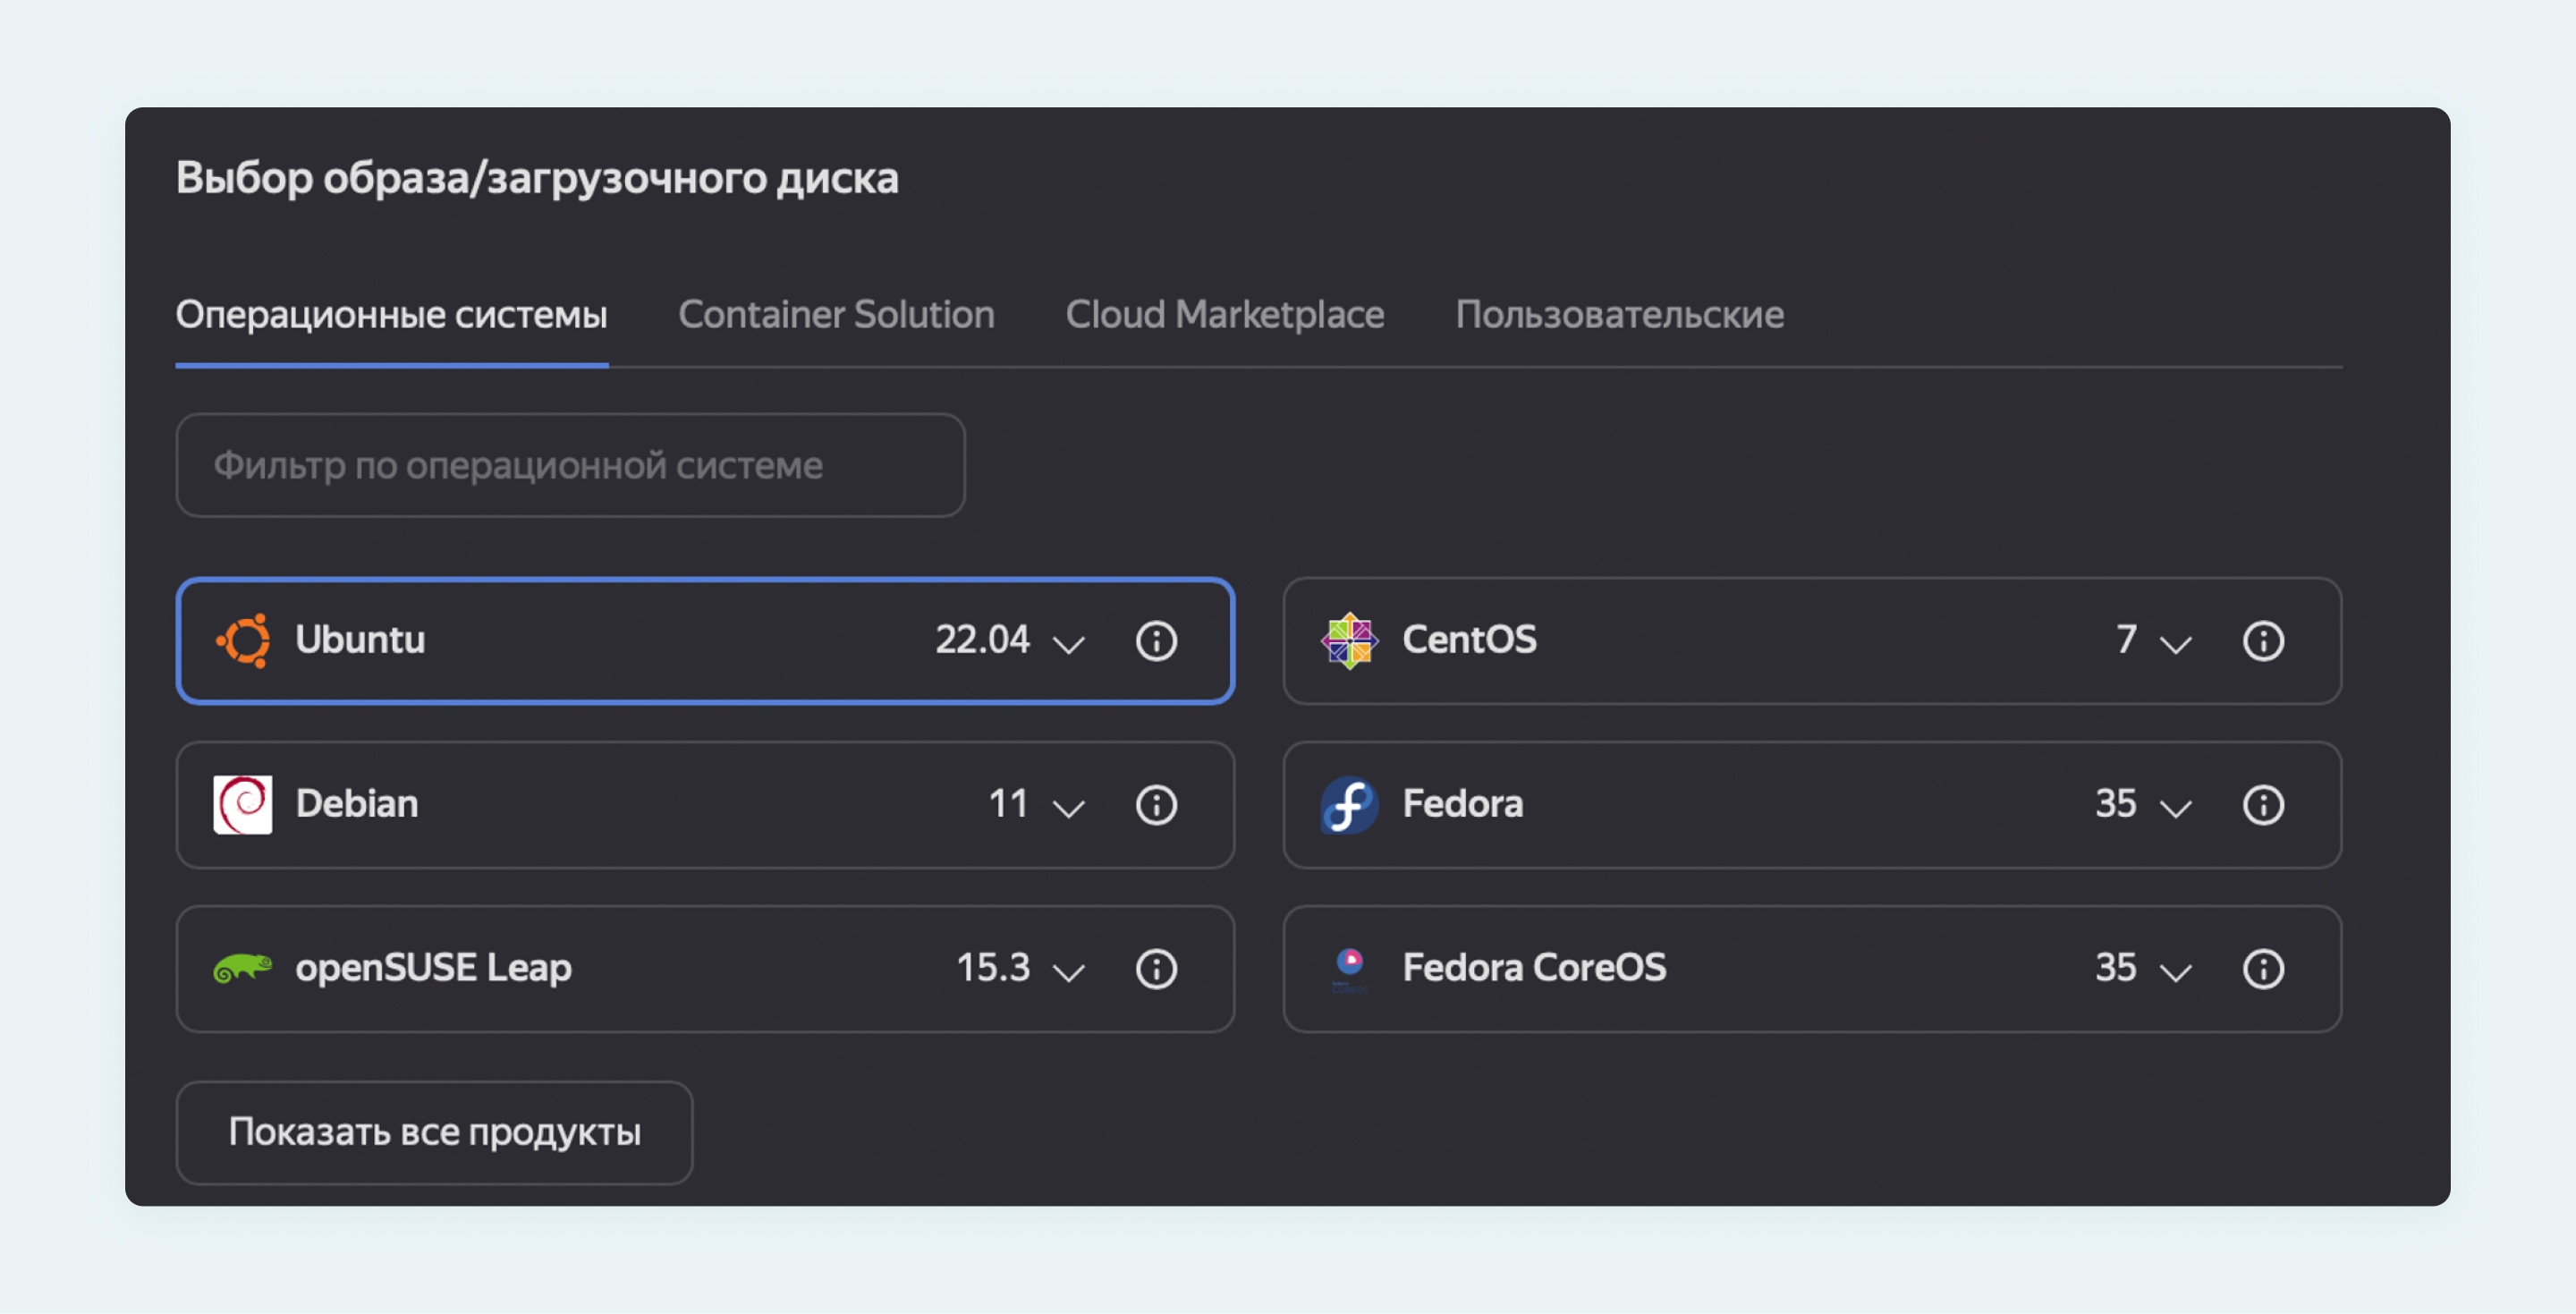 Выбор образа/загрузочного диска
Операционные системы Container Solution Cloud Marketplace Пользовательские
Фильтр по операционной системе
Ubuntu 22.04 CentOS 7
Debian 11 Fedora 35
openSUSE Leap 15.3 Fedora CoreOS 35
Показать все продукты